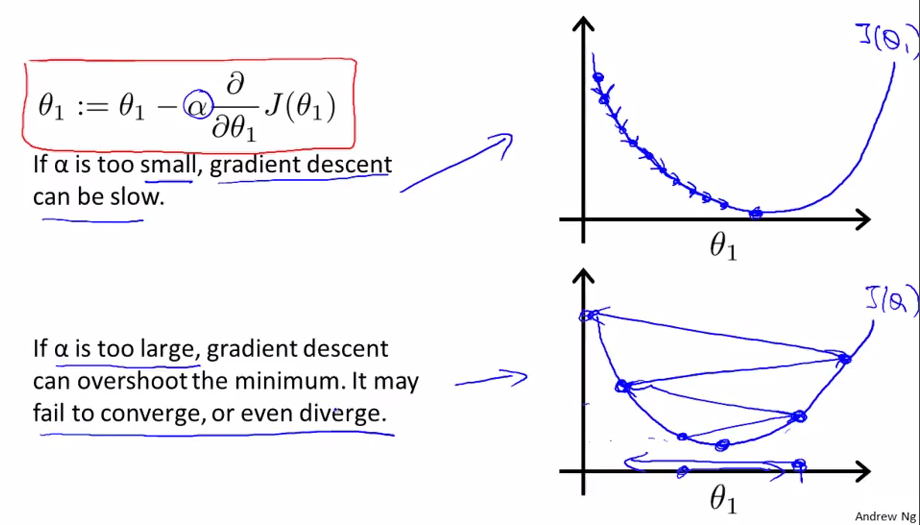 θ₁ := θ₁ − α ∂/∂θ₁ J(θ₁)
If α is too small, gradient descent
can be slow.
J(θ₁)
θ₁
If α is too large, gradient descent
can overshoot the minimum. It may
fail to converge, or even diverge.
θ₁
Andrew Ng